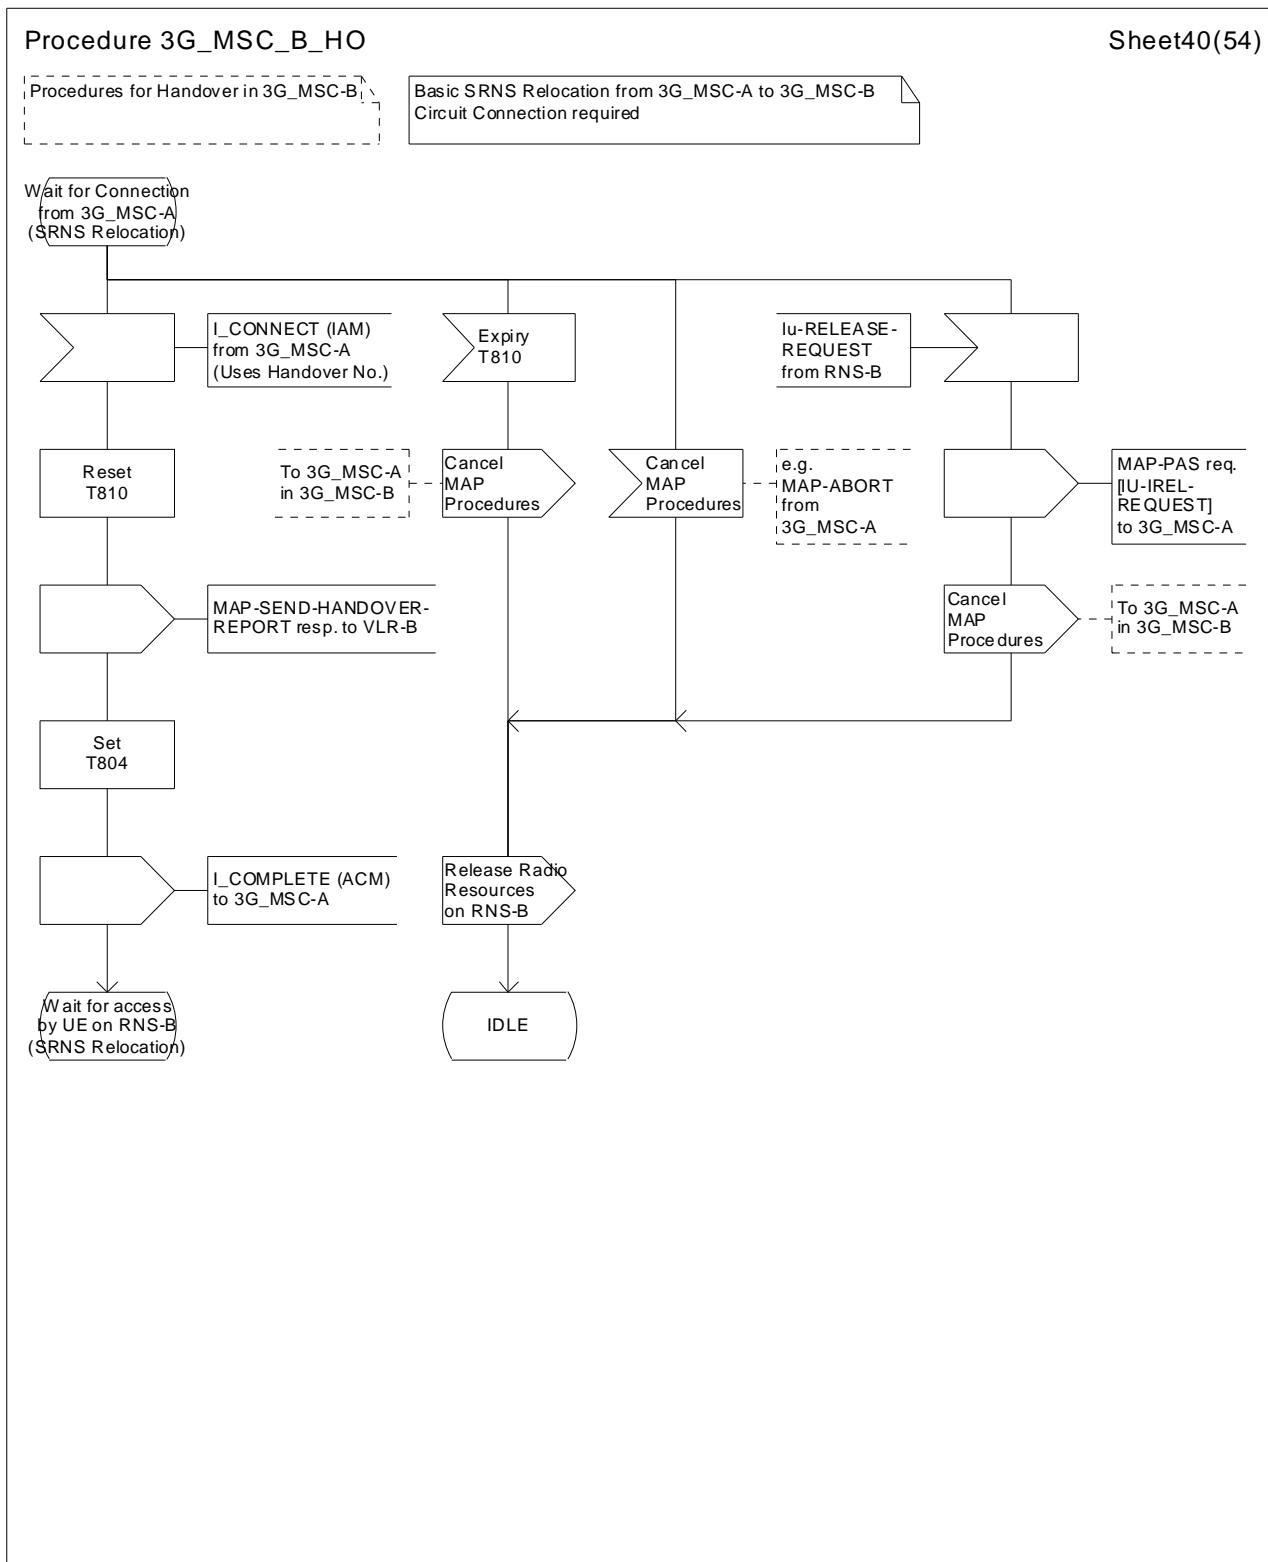 Procedure 3G_MSC_B_HO
Sheet40(54)
Procedures for Handover in 3G_MSC-B
Basic SRNS Relocation from 3G_MSC-A to 3G_MSC-B
Circuit Connection required
Wait for Connection
from 3G_MSC-A
(SRNS Relocation)
I_CONNECT (IAM)
from 3G_MSC-A
(Uses Handover No.)
Expiry
T810
Iu-RELEASE-
REQUEST
from RNS-B
Reset
T810
To 3G_MSC-A
in 3G_MSC-B
Cancel
MAP
Procedures
Cancel
MAP
Procedures
e.g.
MAP-ABORT
from
3G_MSC-A
MAP-PAS req.
[IU-IREL-
REQUEST]
to 3G_MSC-A
MAP-SEND-HANDOVER-
REPORT resp. to VLR-B
Cancel
MAP
Procedures
To 3G_MSC-A
in 3G_MSC-B
Set
T804
I_COMPLETE (ACM)
to 3G_MSC-A
Release Radio
Resources
on RNS-B
Wait for access
by UE on RNS-B
(SRNS Relocation)
IDLE